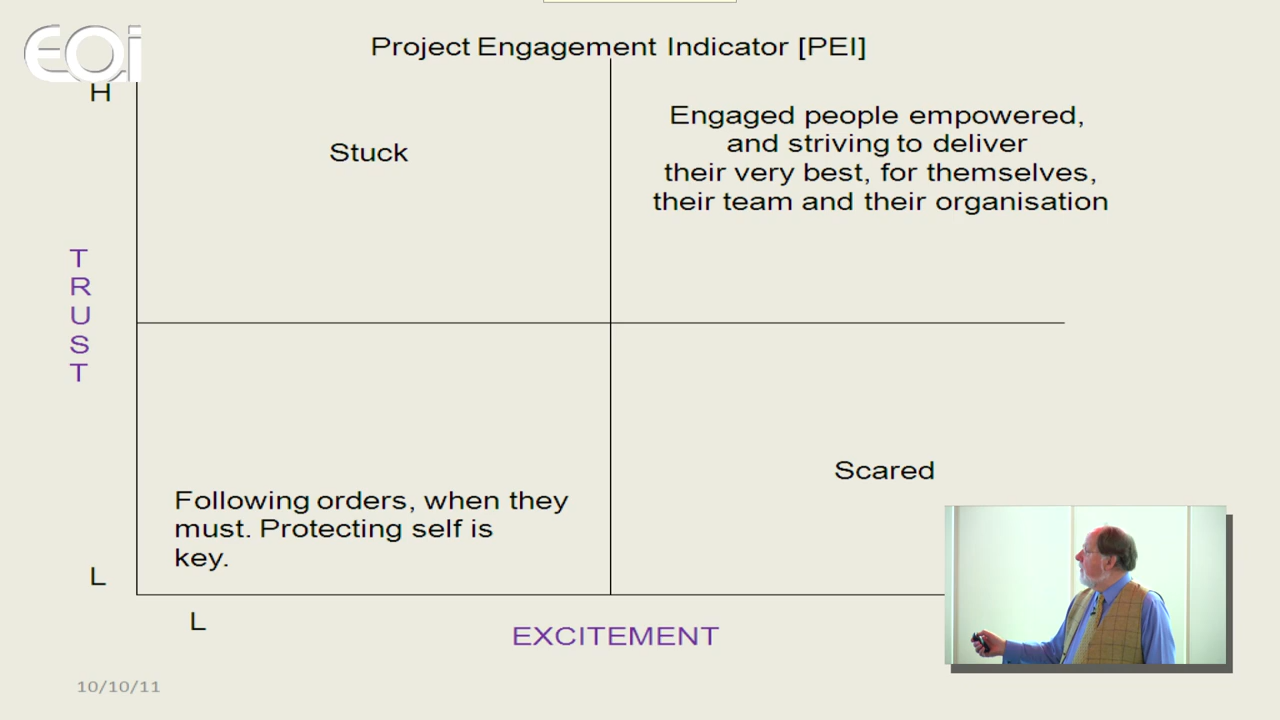 EOi
Project Engagement Indicator [PEI]
H
Stuck
Engaged people empowered,
and striving to deliver
their very best, for themselves,
their team and their organisation
T
R
U
S
T
Scared
Following orders, when they
must. Protecting self is
key.
L
L
EXCITEMENT
10/10/11